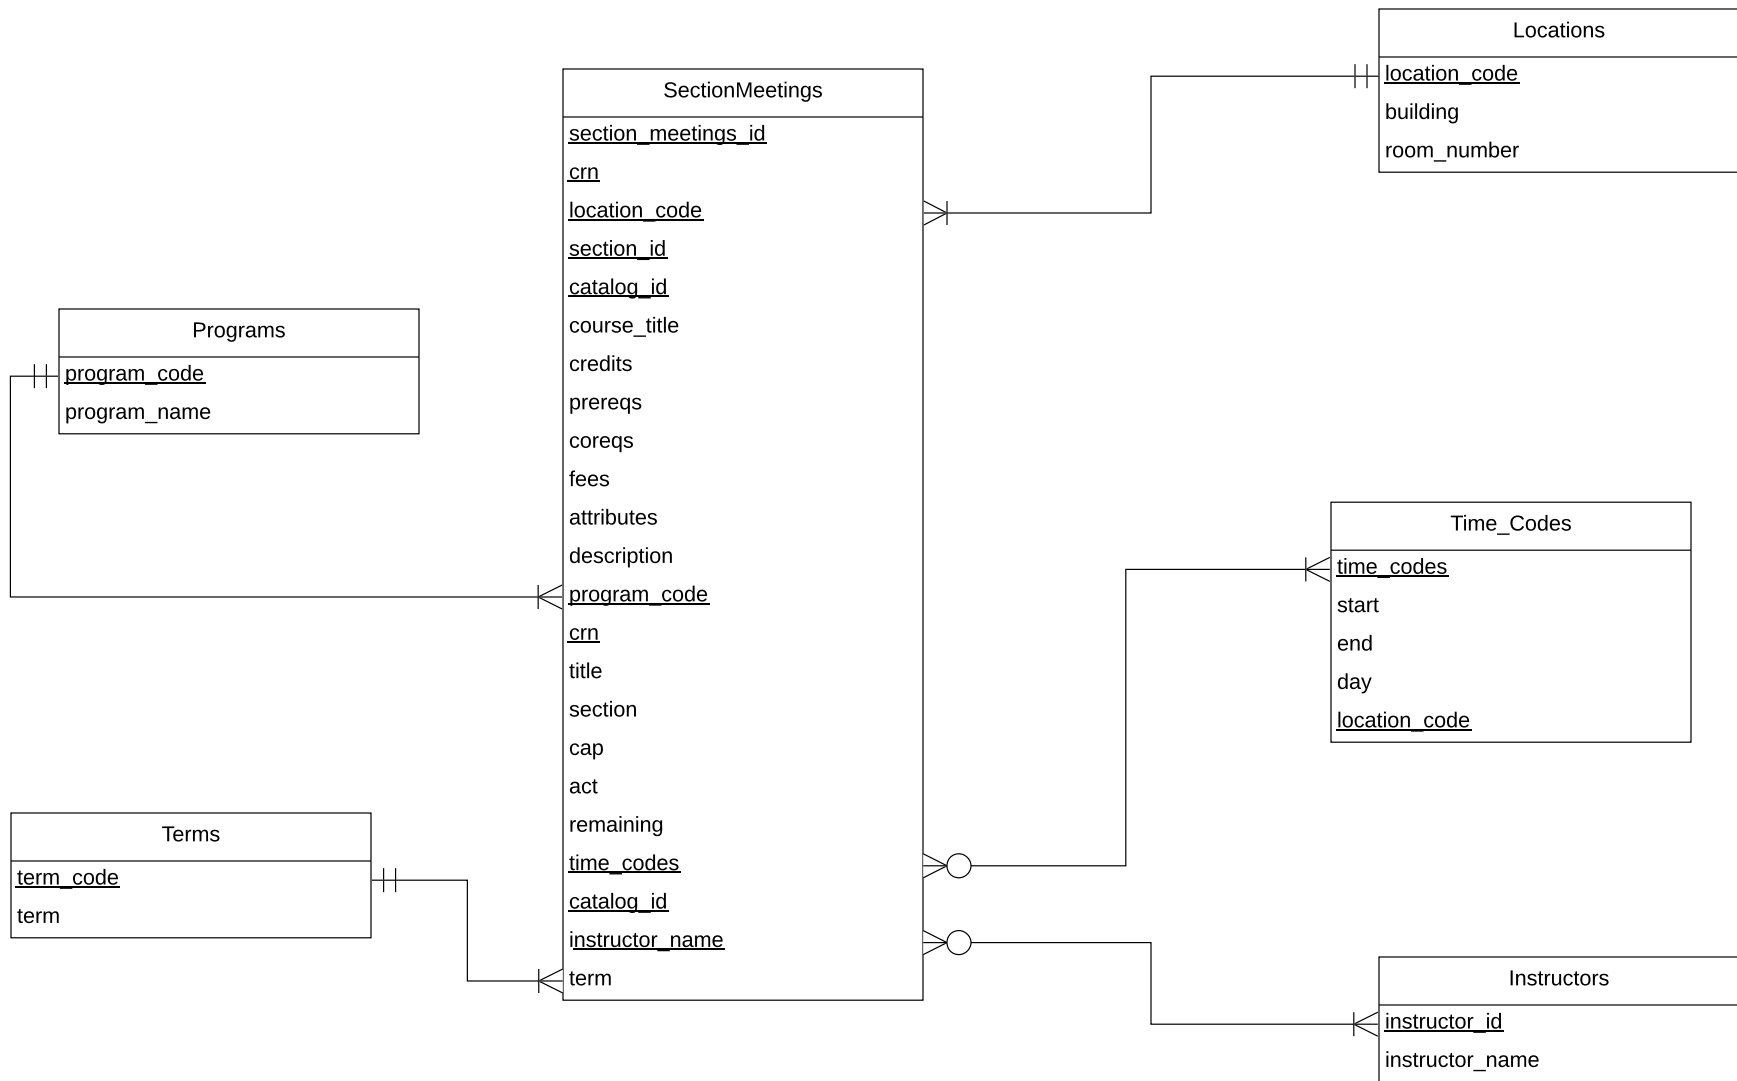 Locations
location_code
building
room_number
SectionMeetings
section_meetings_id
crn
location_code
section_id
catalog_id
course_title
credits
prereqs
coreqs
fees
attributes
description
program_code
crn
title
section
cap
act
remaining
time_codes
catalog_id
instructor_name
term
Programs
program_code
program_name
Time_Codes
time_codes
start
end
day
location_code
Terms
term_code
term
Instructors
instructor_id
instructor_name